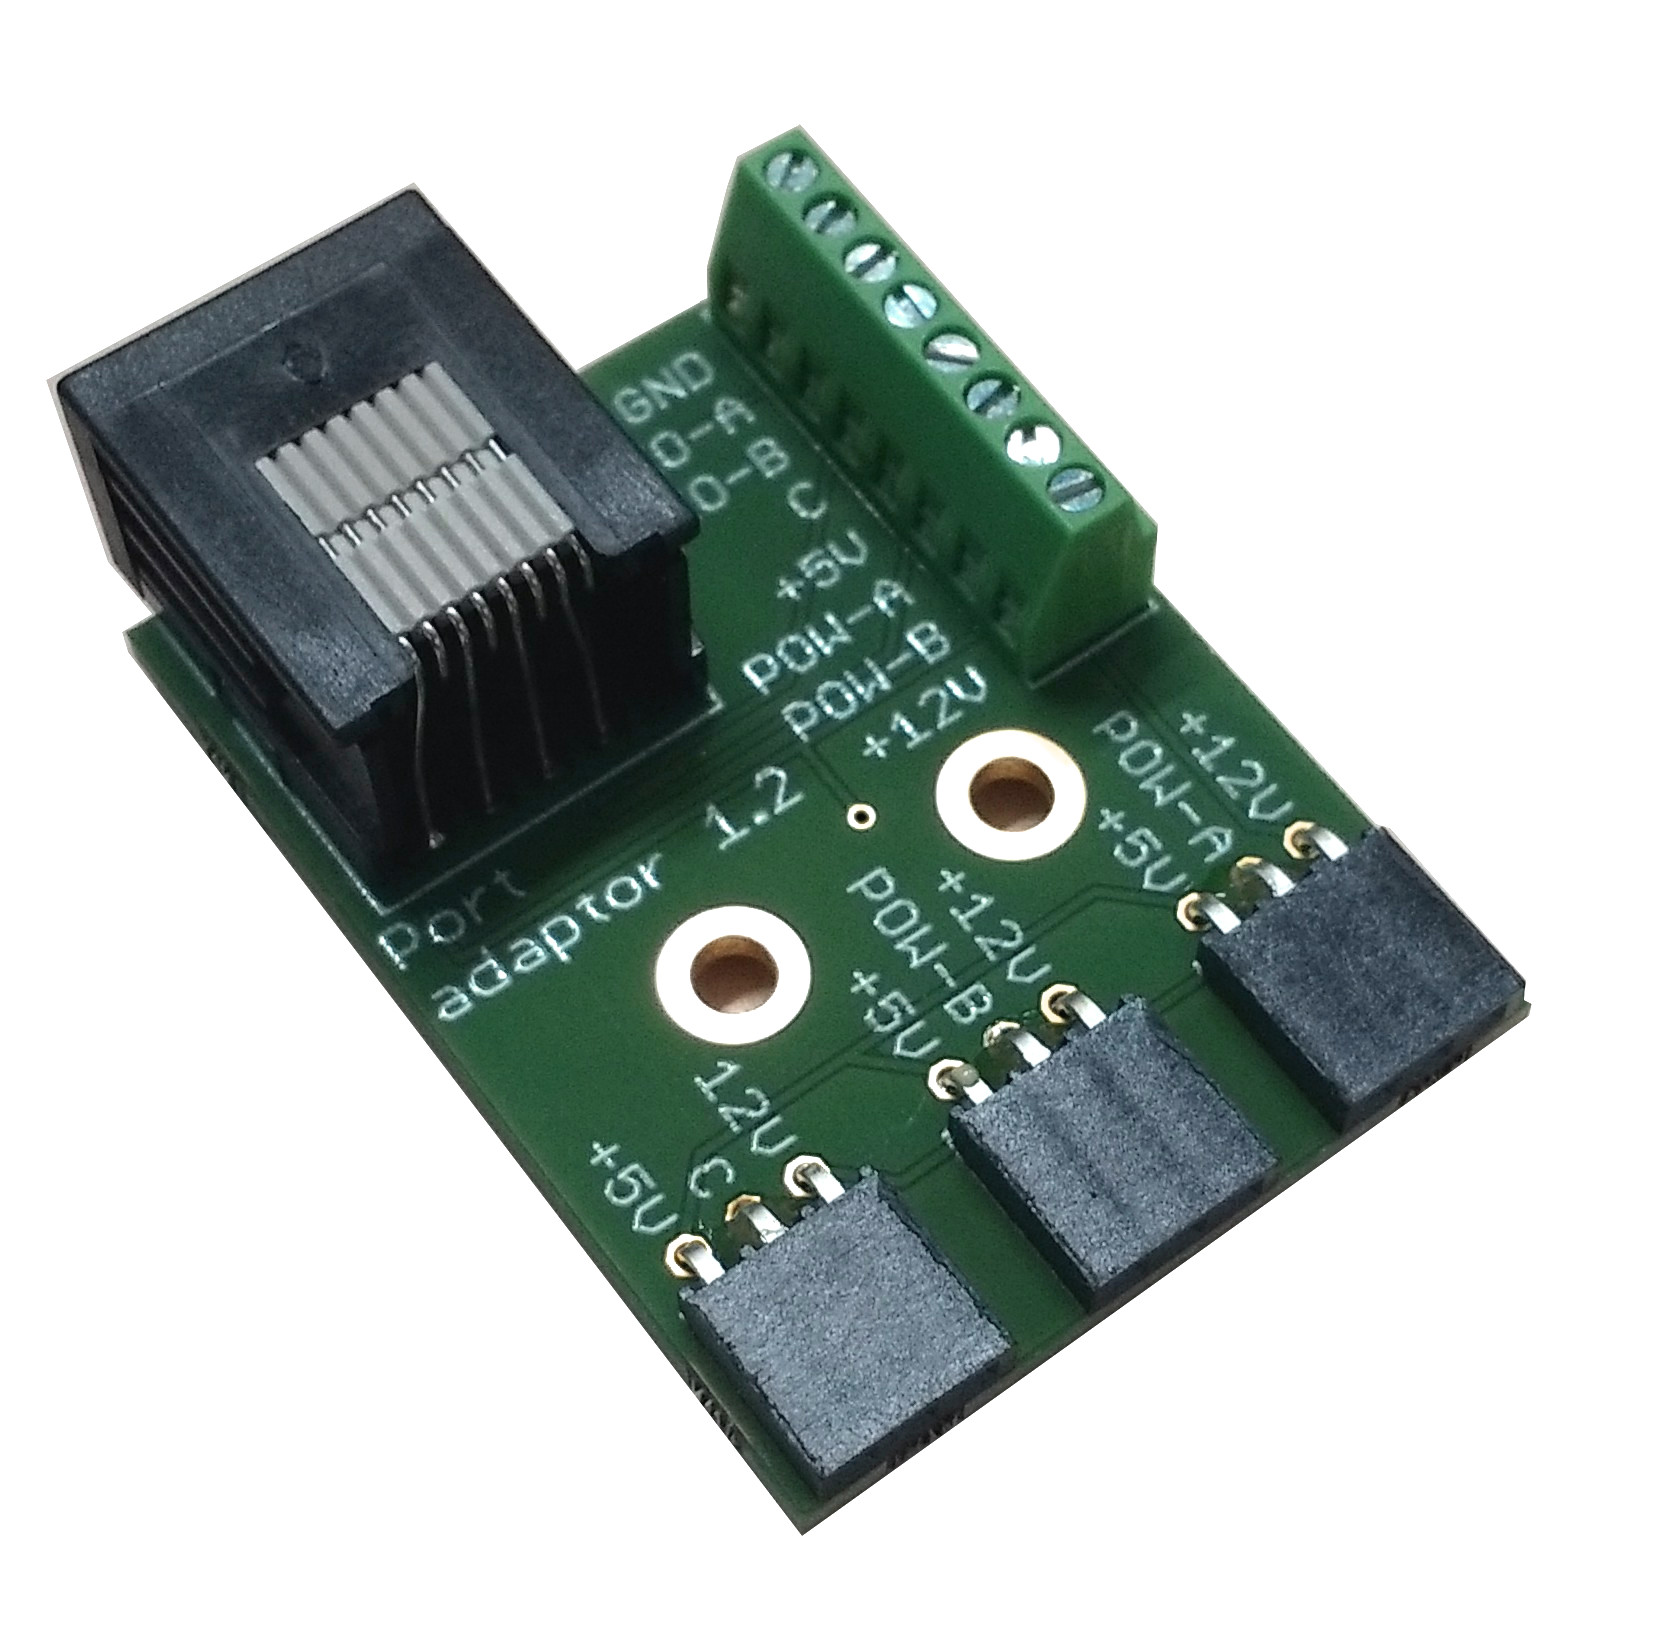 GND
D-A
D-B
C
+5V
POW-A
POW-B
+12V
Port
adaptor 1.2
+12V
POW-A
+5V
+12V
POW-B
+5V
12V
C
+5V